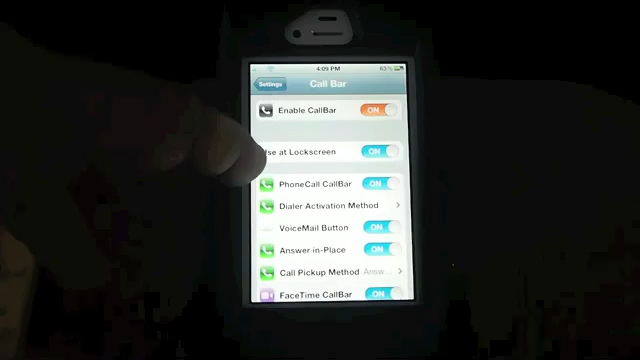 4:09 PM 63%
Settings Call Bar
Enable CallBar ON
at Lockscreen ON
PhoneCall CallBar ON
Dialer Activation Method
VoiceMail Button ON
Answer in-Place ON
Call Pickup Method Answ...
FaceTime CallBar ON